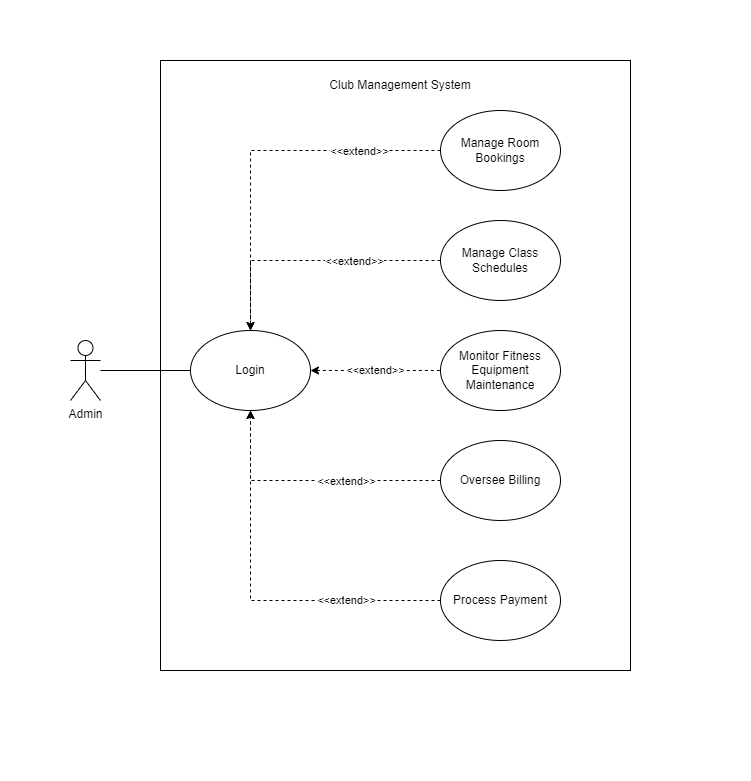 Club Management System
Manage Room
Bookings
<<extend>>
Manage Class
Schedules
<<extend>>
Monitor Fitness
Equipment
Maintenance
Login
<<extend>>
Admin
Oversee Billing
<<extend>>
Process Payment
<<extend>>